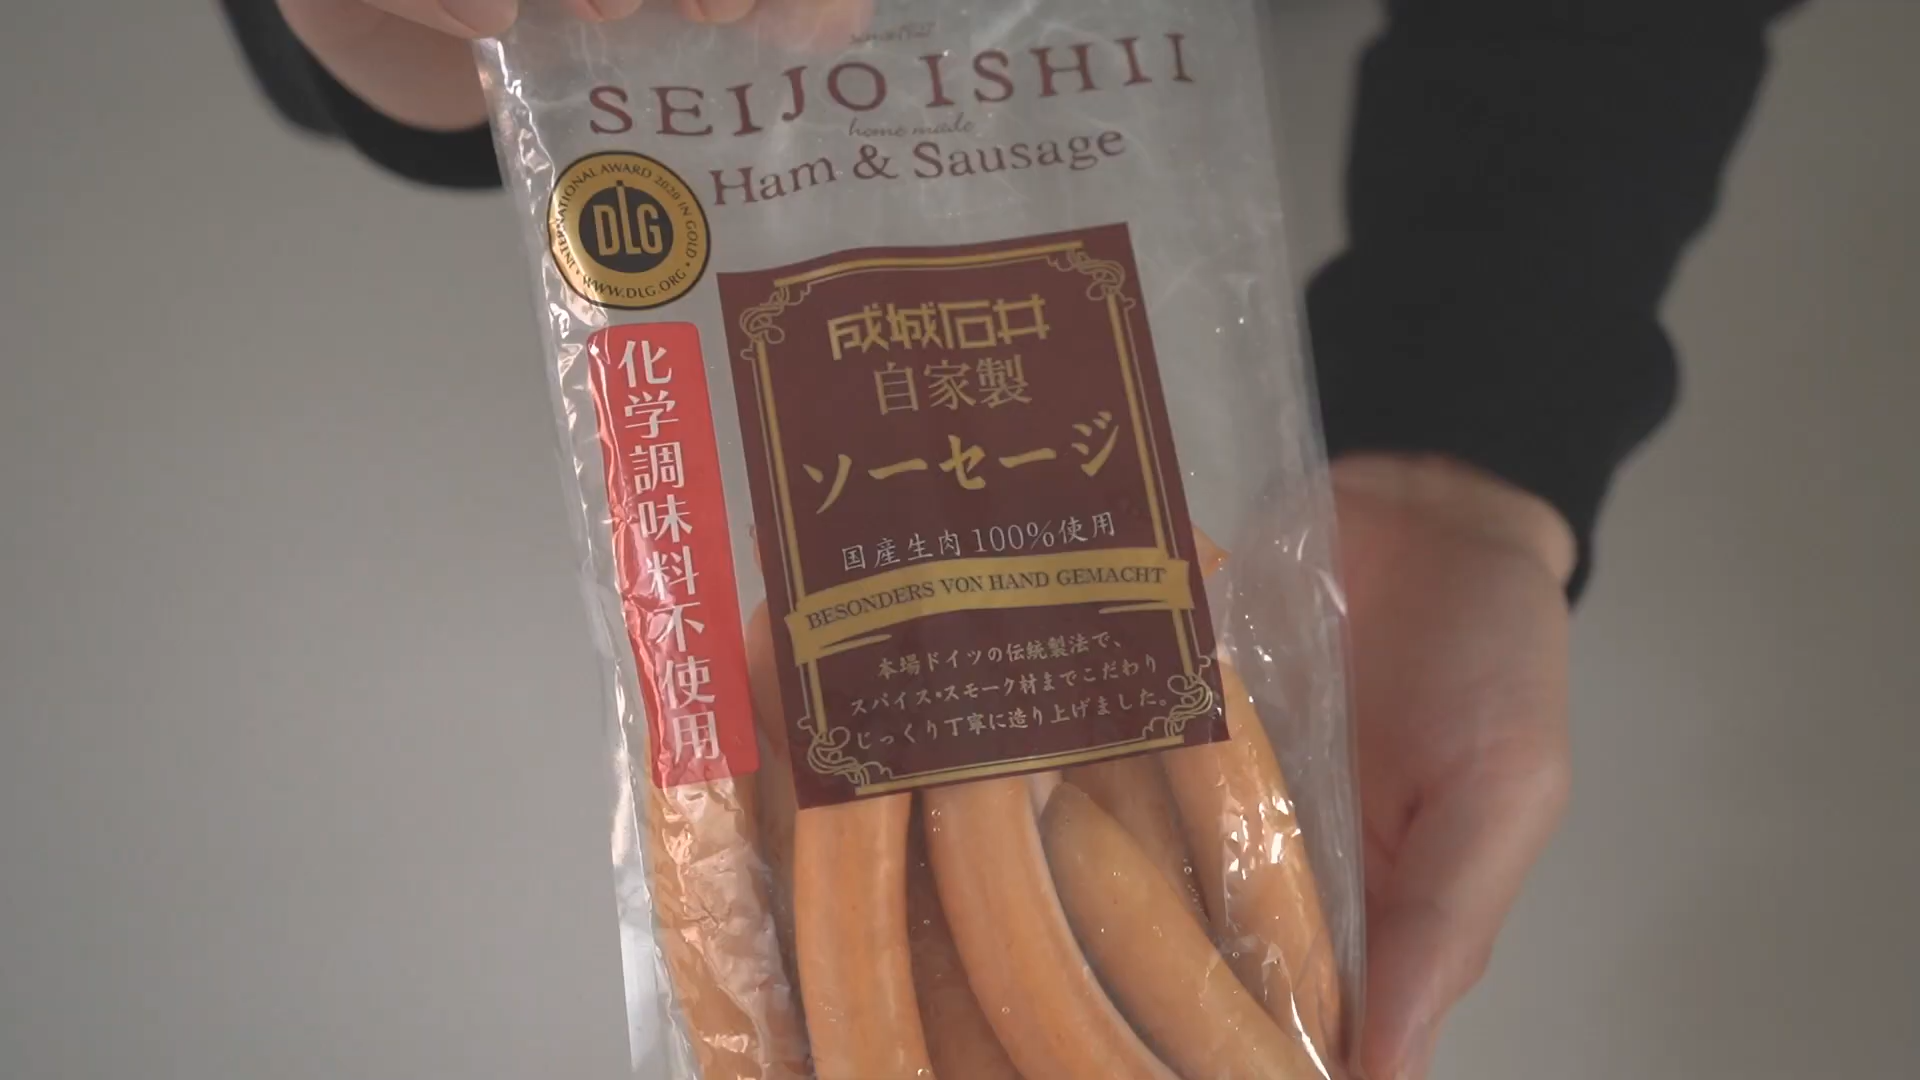 SEIJO ISHII
home made
Ham & Sausage
INTERNATIONAL AWARD 2020 IN GOLD
DLG
WWW.DLG.ORG
化学調味料不使用
成城石井
自家製
ソーセージ
国産生肉100%使用
BESONDERS VON HAND GEMACHT
本場ドイツの伝統製法で、
スパイス・スモーク材までこだわり
じっくり丁寧に造り上げました。